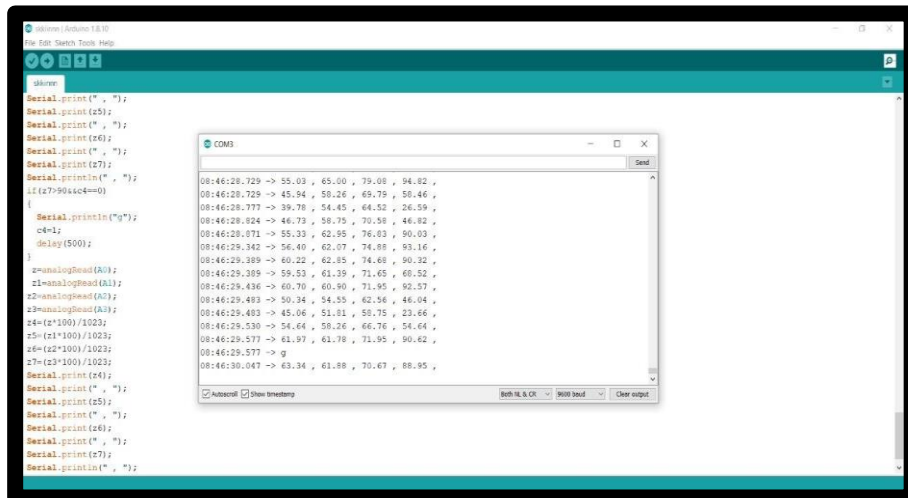 skkinnn | Arduino 1.8.10
File Edit Sketch Tools Help
skkinnn
Serial.print(" , ");
Serial.print(z5);
Serial.print(" , ");
Serial.print(z6);
Serial.print(" , ");
Serial.print(z7);
Serial.println(" , ");
if(z7>90&&c4==0)
{
Serial.println("g");
c4=1;
delay(500);
}
z=analogRead(A0);
z1=analogRead(A1);
z2=analogRead(A2);
z3=analogRead(A3);
z4=(z*100)/1023;
z5=(z1*100)/1023;
z6=(z2*100)/1023;
z7=(z3*100)/1023;
Serial.print(z4);
Serial.print(" , ");
Serial.print(z5);
Serial.print(" , ");
Serial.print(z6);
Serial.print(" , ");
Serial.print(z7);
Serial.println(" , ");
COM3
Send
08:46:28.729 -> 55.03 , 65.00 , 79.08 , 94.82 ,
08:46:28.729 -> 45.94 , 58.26 , 69.79 , 58.46 ,
08:46:28.777 -> 39.78 , 54.45 , 64.52 , 26.59 ,
08:46:28.824 -> 46.73 , 58.75 , 70.58 , 46.82 ,
08:46:28.871 -> 55.33 , 62.95 , 76.83 , 90.03 ,
08:46:29.342 -> 56.40 , 62.07 , 74.88 , 93.16 ,
08:46:29.389 -> 60.22 , 62.85 , 74.68 , 90.32 ,
08:46:29.389 -> 59.53 , 61.39 , 71.65 , 68.52 ,
08:46:29.436 -> 60.70 , 60.90 , 71.95 , 92.57 ,
08:46:29.483 -> 50.34 , 54.55 , 62.56 , 46.04 ,
08:46:29.483 -> 45.06 , 51.81 , 58.75 , 23.66 ,
08:46:29.530 -> 54.64 , 58.26 , 66.76 , 54.64 ,
08:46:29.577 -> 61.97 , 61.78 , 71.95 , 90.62 ,
08:46:29.577 -> g
08:46:30.047 -> 63.34 , 61.88 , 70.67 , 88.95 ,
Autoscroll Show timestamp Both NL & CR 9600 baud Clear output